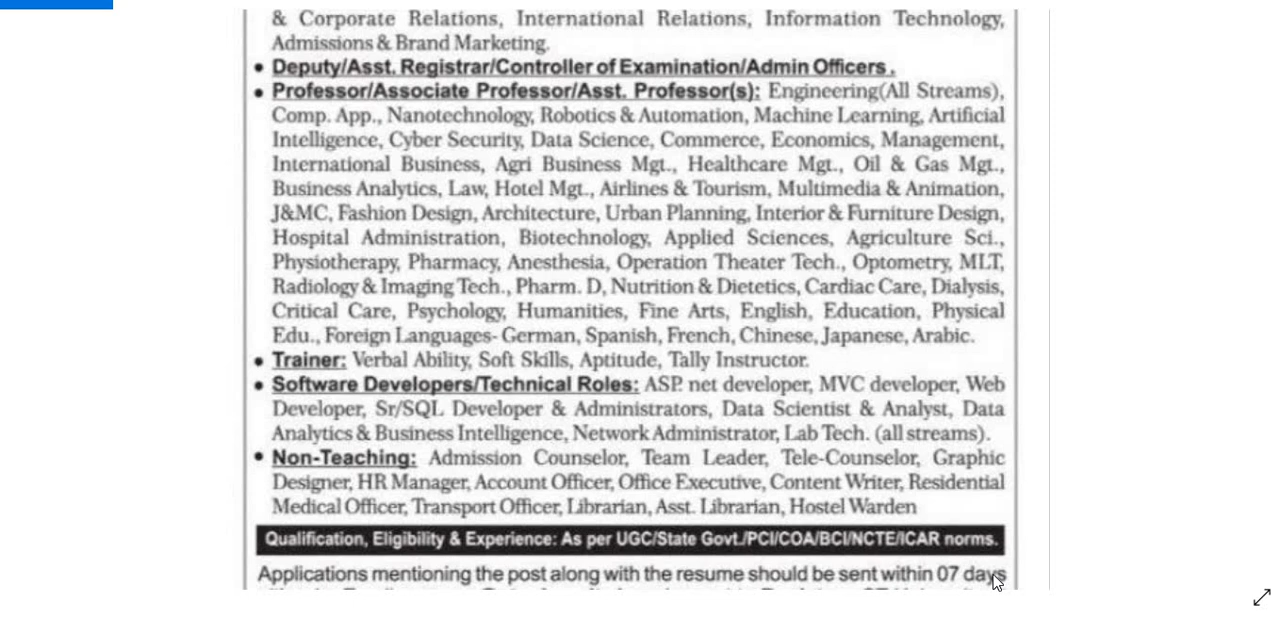 & Corporate Relations, International Relations, Information Technology,
Admissions & Brand Marketing.
• Deputy/Asst. Registrar/Controller of Examination/Admin Officers.
• Professor/Associate Professor/Asst. Professor(s): Engineering(All Streams),
Comp. App., Nanotechnology, Robotics & Automation, Machine Learning, Artificial
Intelligence, Cyber Security, Data Science, Commerce, Economics, Management,
International Business, Agri Business Mgt., Healthcare Mgt., Oil & Gas Mgt.,
Business Analytics, Law, Hotel Mgt., Airlines & Tourism, Multimedia & Animation,
J&MC, Fashion Design, Architecture, Urban Planning, Interior & Furniture Design,
Hospital Administration, Biotechnology, Applied Sciences, Agriculture Sci.,
Physiotherapy, Pharmacy, Anesthesia, Operation Theater Tech., Optometry, MLT,
Radiology & Imaging Tech., Pharm. D, Nutrition & Dietetics, Cardiac Care, Dialysis,
Critical Care, Psychology, Humanities, Fine Arts, English, Education, Physical
Edu., Foreign Languages- German, Spanish, French, Chinese, Japanese, Arabic.
• Trainer: Verbal Ability, Soft Skills, Aptitude, Tally Instructor.
• Software Developers/Technical Roles: ASP. net developer, MVC developer, Web
Developer, Sr/SQL Developer & Administrators, Data Scientist & Analyst, Data
Analytics & Business Intelligence, Network Administrator, Lab Tech. (all streams).
• Non-Teaching: Admission Counselor, Team Leader, Tele-Counselor, Graphic
Designer, HR Manager, Account Officer, Office Executive, Content Writer, Residential
Medical Officer, Transport Officer, Librarian, Asst. Librarian, Hostel Warden
Qualification, Eligibility & Experience: As per UGC/State Govt./PCI/COA/BCI/NCTE/ICAR norms.
Applications mentioning the post along with the resume should be sent within 07 days